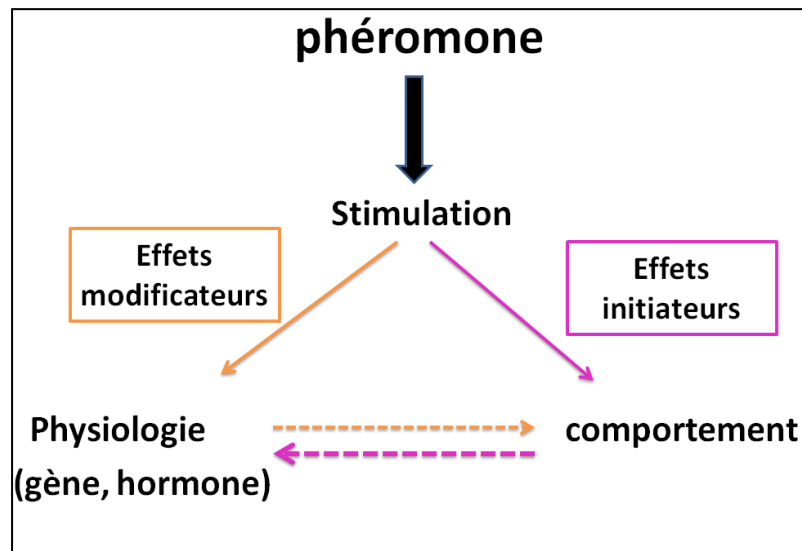 phéromone
Stimulation
Effets
modificateurs
Effets
initiateurs
Physiologie
(gène, hormone)
comportement